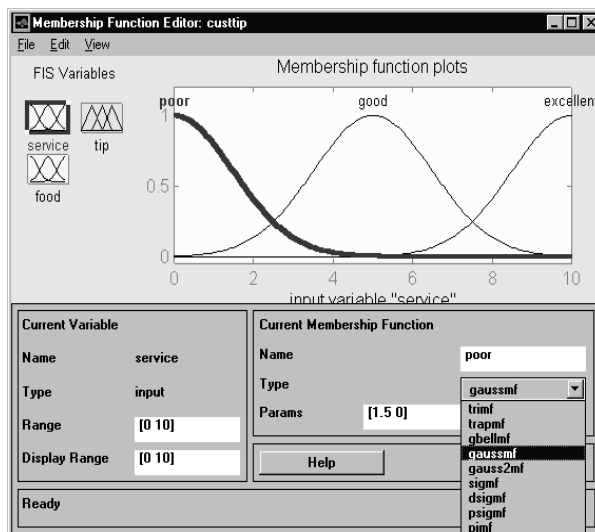 Membership Function Editor: custtip
File Edit View
FIS Variables
service
tip
food
Membership function plots
poor
good
excellent
1
0.5
0
0 2 4 6 8 10
input variable "service"
Current Variable
Name service
Type input
Range [0 10]
Display Range [0 10]
Current Membership Function
Name poor
Type gaussmf
Params [1.5 0]
trimf
trapmf
gbellmf
gaussmf
gauss2mf
sigmf
dsigmf
psigmf
pimf
Help
Ready